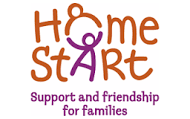 HOME
START
Support and friendship
for families